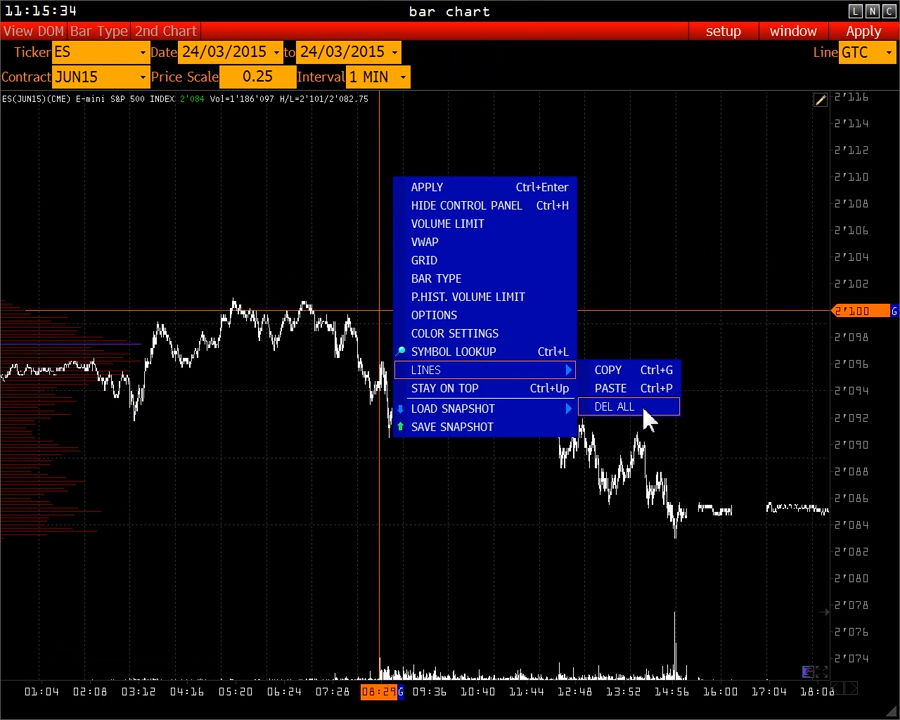 11:15:34 bar chart L N C
View DOM Bar Type 2nd Chart setup window Apply
Ticker ES Date 24/03/2015 to 24/03/2015 Line GTC
Contract JUN15 Price Scale 0.25 Interval 1 MIN
ES(JUN15)(CME) E-mini S&P 500 INDEX 2'084 Vol=1'186'097 H/L=2'101/2'082.75
2'116
2'114
2'112
2'110
2'108
2'106
2'104
2'102
2'100 G
2'098
2'096
2'094
2'092
2'090
2'088
2'086
2'084
2'082
2'080
2'078
2'076
2'074
APPLY Ctrl+Enter
HIDE CONTROL PANEL Ctrl+H
VOLUME LIMIT
VWAP
GRID
BAR TYPE
P.HIST. VOLUME LIMIT
OPTIONS
COLOR SETTINGS
SYMBOL LOOKUP Ctrl+L
LINES
STAY ON TOP Ctrl+Up
LOAD SNAPSHOT
SAVE SNAPSHOT
COPY Ctrl+G
PASTE Ctrl+P
DEL ALL
01:04 02:08 03:12 04:16 05:20 06:24 07:28 08:29 G 09:36 10:40 11:44 12:48 13:52 14:56 16:00 17:04 18:08